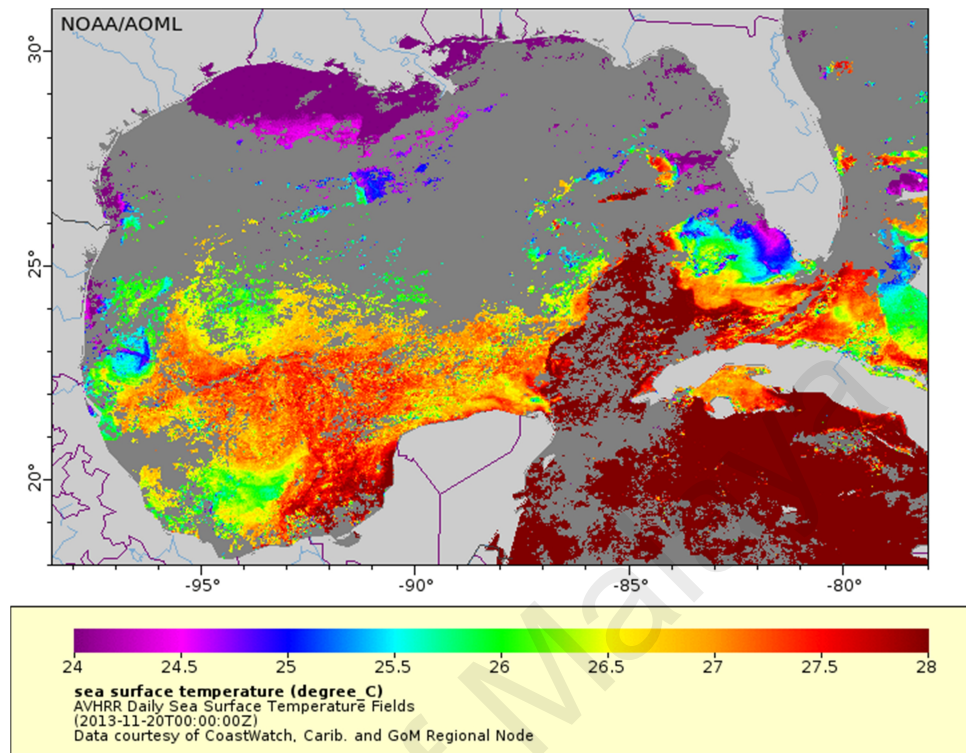 NOAA/AOML
30°
25°
20°
-95° -90° -85° -80°
24 24.5 25 25.5 26 26.5 27 27.5 28
sea surface temperature (degree_C)
AVHRR Daily Sea Surface Temperature Fields
(2013-11-20T00:00:00Z)
Data courtesy of CoastWatch, Carib. and GoM Regional Node